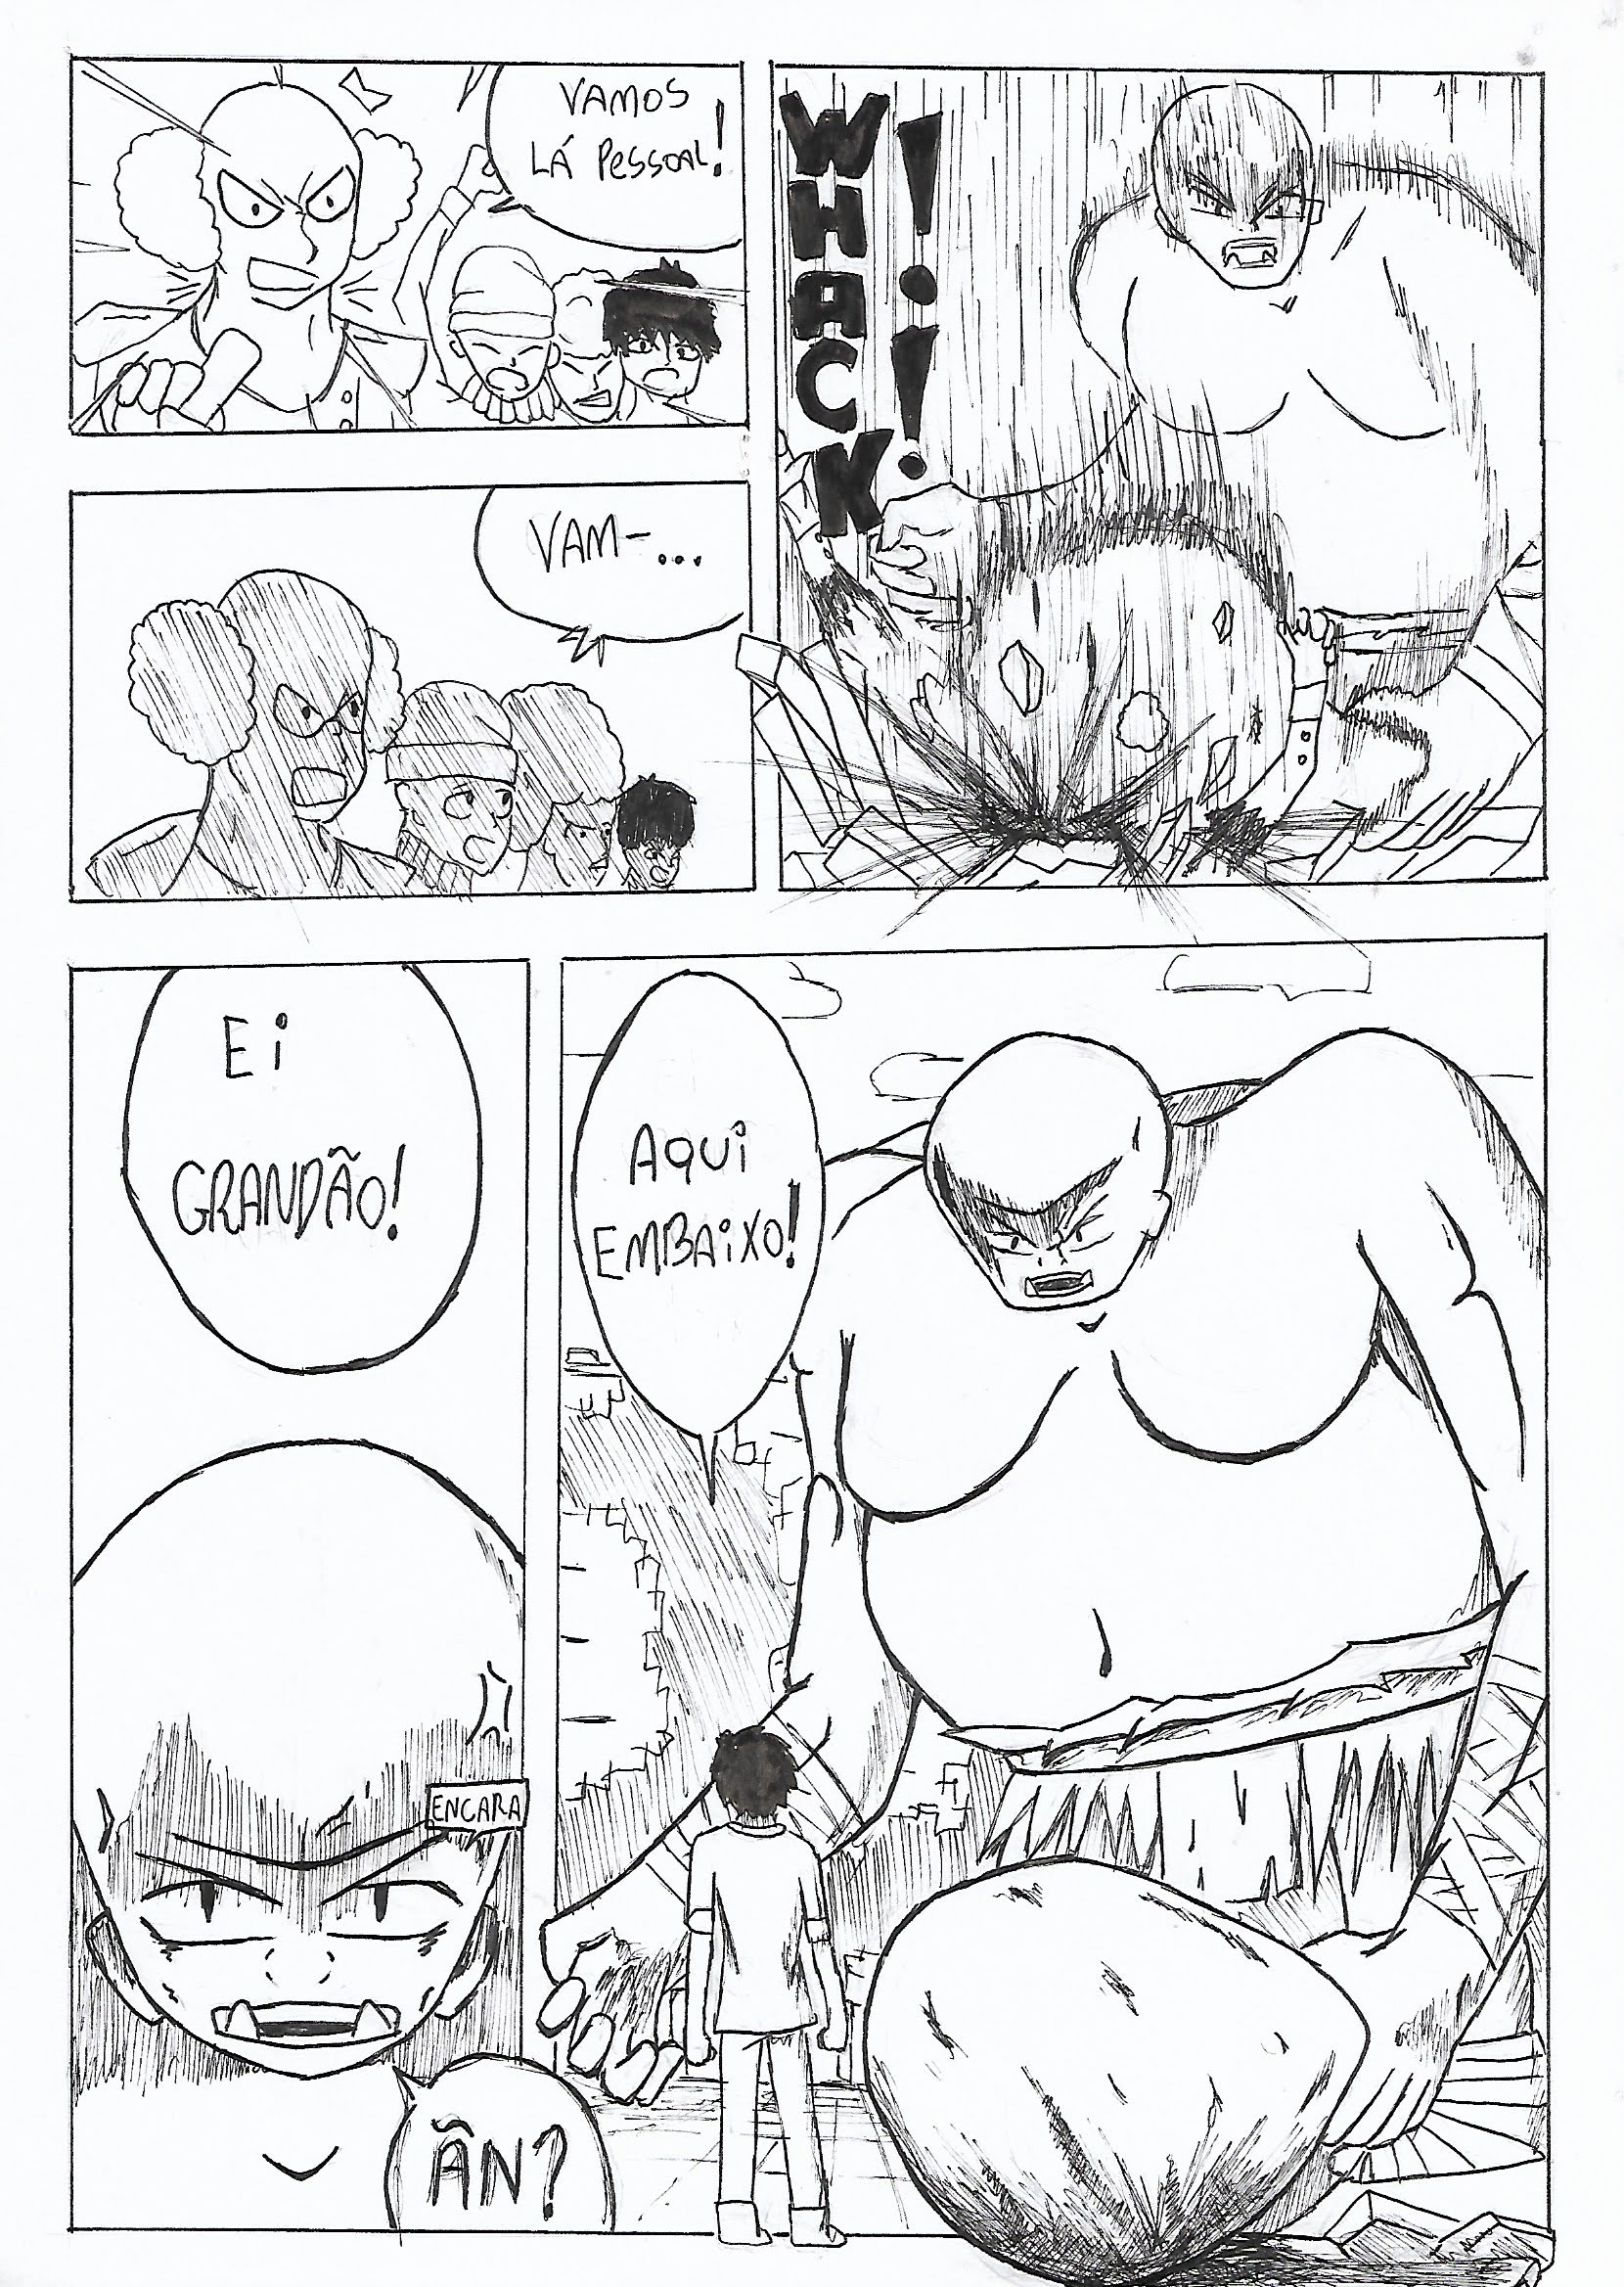 VAMOS
LÁ PESSOAL!
VAM-...
WHACK!!
EI
GRANDÃO!
ENCARA
ÃN?
AQUI
EMBAIXO!